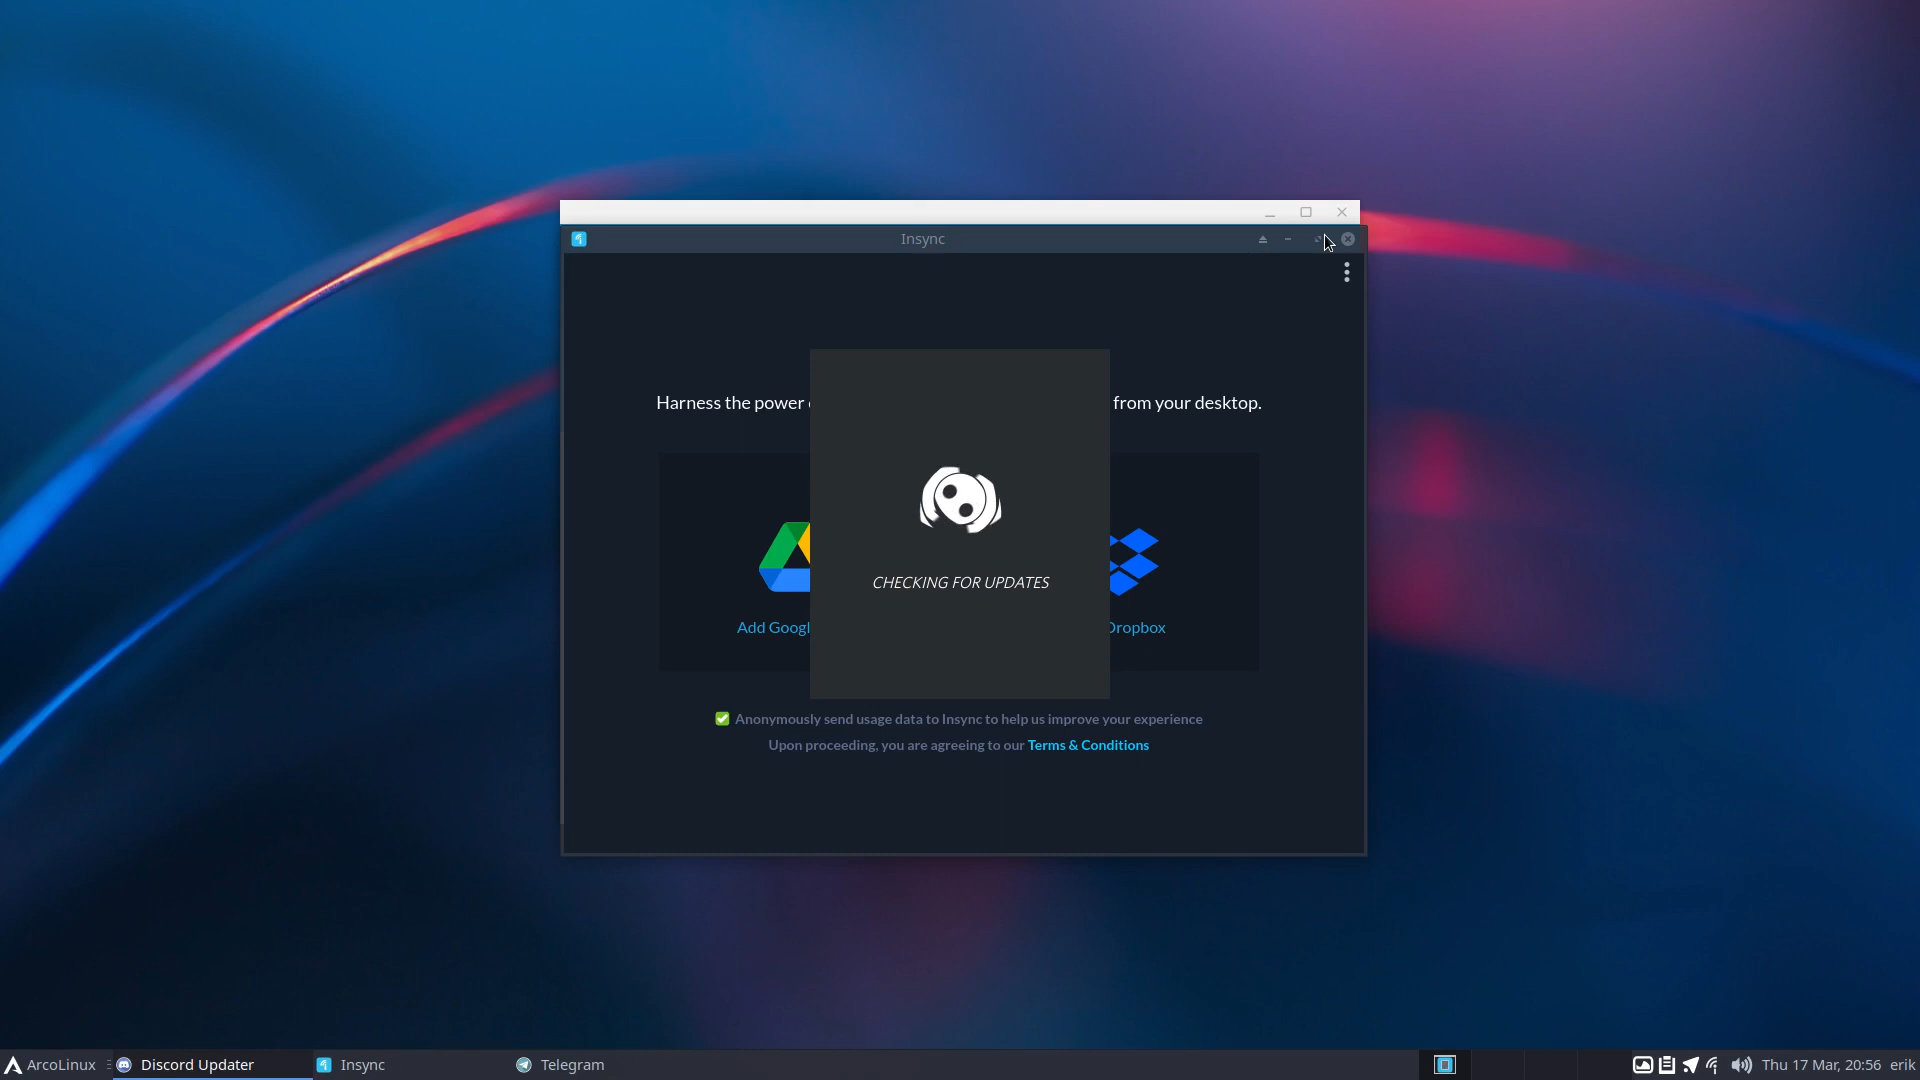 Insync
Harness the power
from your desktop.
CHECKING FOR UPDATES
Add Googl
Dropbox
Anonymously send usage data to Insync to help us improve your experience
Upon proceeding, you are agreeing to our Terms & Conditions
ArcoLinux
Discord Updater
Insync
Telegram
Thu 17 Mar, 20:56
erik